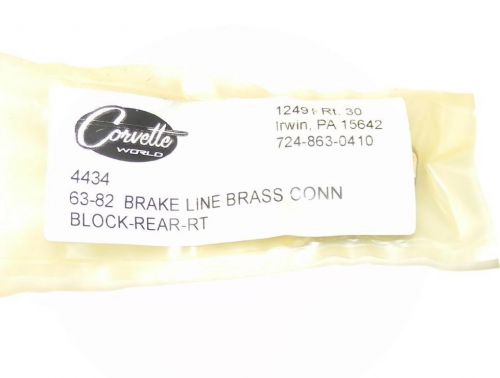 Corvette
WORLD
1249 Rt. 30
Irwin, PA 15642
724-863-0410
4434
63-82 BRAKE LINE BRASS CONN
BLOCK-REAR-RT